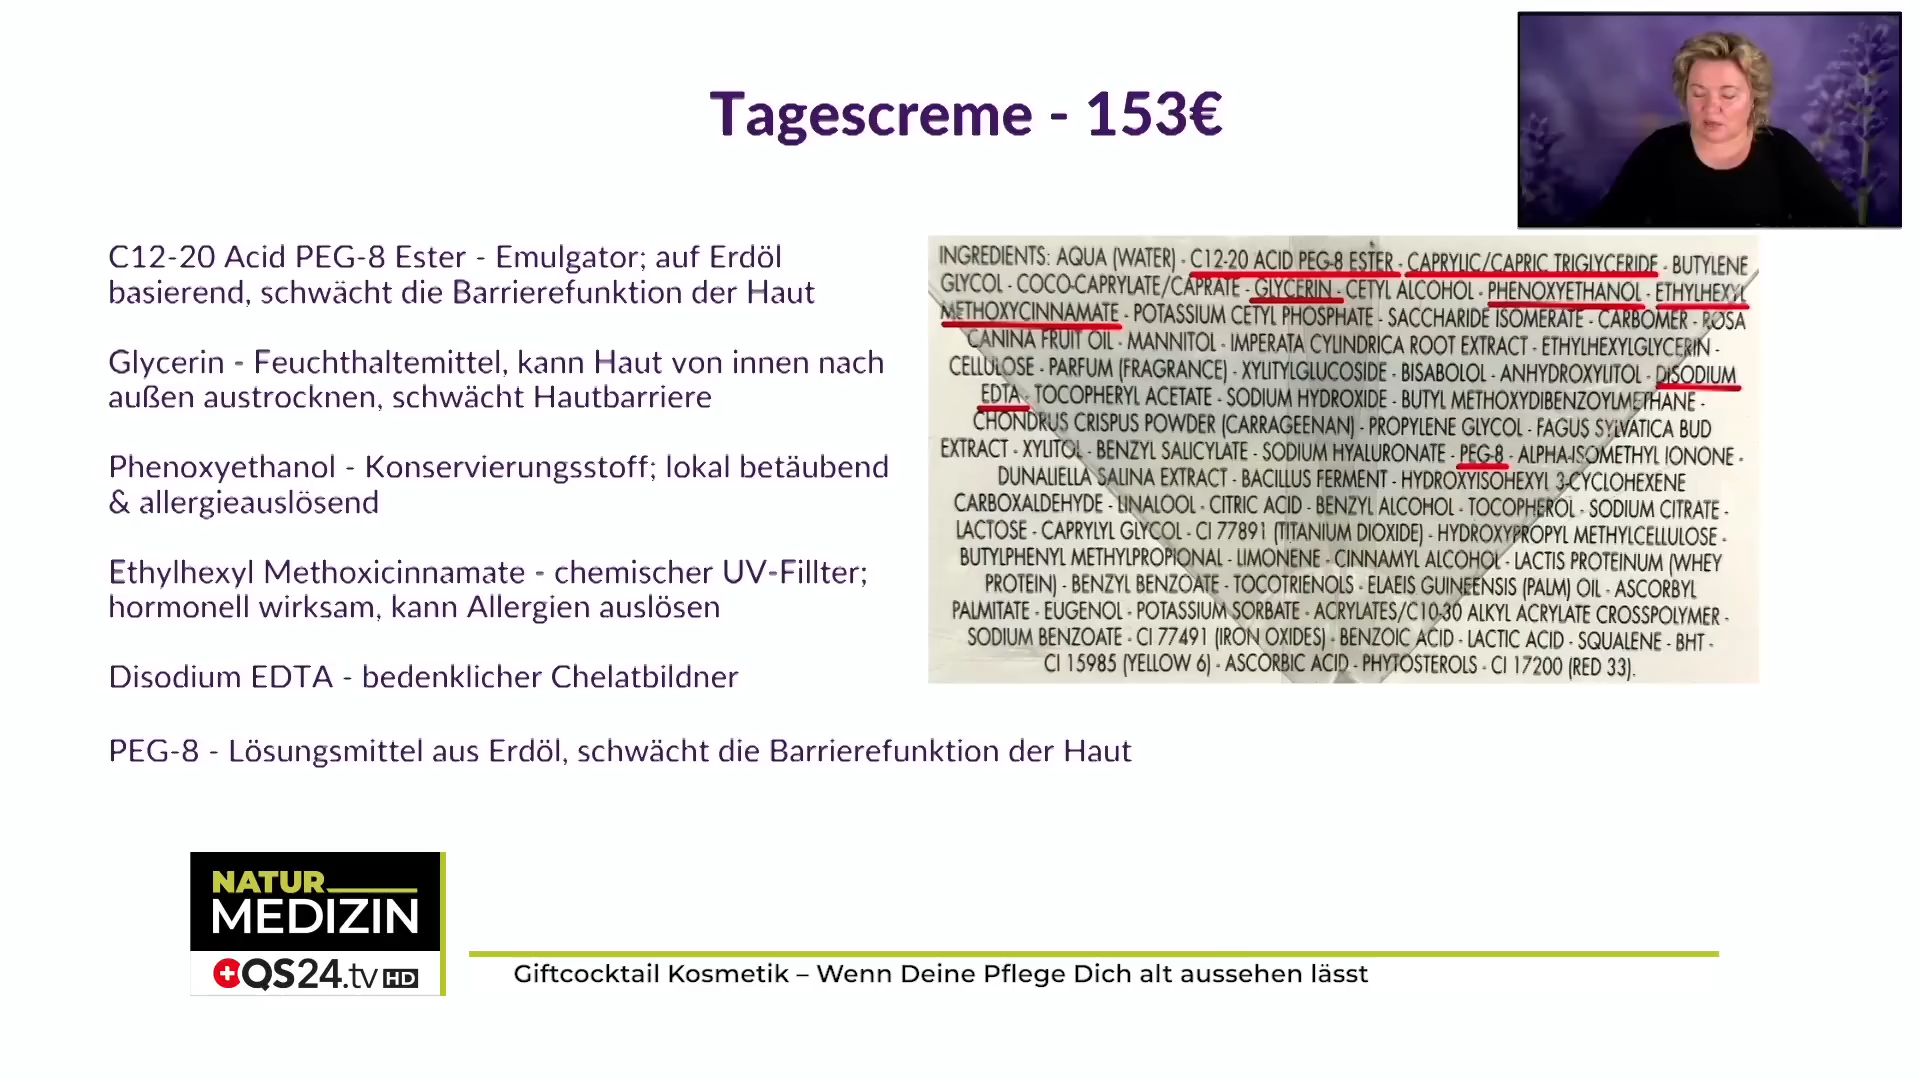 Tagescreme - 153€
C12-20 Acid PEG-8 Ester - Emulgator; auf Erdöl
basierend, schwächt die Barrierefunktion der Haut
Glycerin - Feuchthaltemittel, kann Haut von innen nach
außen austrocknen, schwächt Hautbarriere
Phenoxyethanol - Konservierungsstoff; lokal betäubend
& allergieauslösend
Ethylhexyl Methoxicinnamate - chemischer UV-Fillter;
hormonell wirksam, kann Allergien auslösen
Disodium EDTA - bedenklicher Chelatbildner
PEG-8 - Lösungsmittel aus Erdöl, schwächt die Barrierefunktion der Haut
INGREDIENTS: AQUA (WATER) - C12-20 ACID PEG-8 ESTER - CAPRYLIC/CAPRIC TRIGLYCERIDE - BUTYLENE
GLYCOL - COCO-CAPRYLATE/CAPRATE - GLYCERIN - CETYL ALCOHOL - PHENOXYETHANOL - ETHYLHEXYL
METHOXYCINNAMATE - POTASSIUM CETYL PHOSPHATE - SACCHARIDE ISOMERATE - CARBOMER - ROSA
CANINA FRUIT OIL - MANNITOL - IMPERATA CYLINDRICA ROOT EXTRACT - ETHYLHEXYLGLYCERIN -
CELLULOSE - PARFUM (FRAGRANCE) - XYLITYLGLUCOSIDE - BISABOLOL - ANHYDROXYLITOL - DISODIUM
EDTA - TOCOPHERYL ACETATE - SODIUM HYDROXIDE - BUTYL METHOXYDIBENZOYLMETHANE -
CHONDRUS CRISPUS POWDER (CARRAGEENAN) - PROPYLENE GLYCOL - FAGUS SYLVATICA BUD
EXTRACT - XYLITOL - BENZYL SALICYLATE - SODIUM HYALURONATE - PEG-8 - ALPHA-ISOMETHYL IONONE -
DUNALIELLA SALINA EXTRACT - BACILLUS FERMENT - HYDROXYISOHEXYL 3-CYCLOHEXENE
CARBOXALDEHYDE - LINALOOL - CITRIC ACID - BENZYL ALCOHOL - TOCOPHEROL - SODIUM CITRATE -
LACTOSE - CAPRYLYL GLYCOL - CI 77891 (TITANIUM DIOXIDE) - HYDROXYPROPYL METHYLCELLULOSE -
BUTYLPHENYL METHYLPROPIONAL - LIMONENE - CINNAMYL ALCOHOL - LACTIS PROTEINUM (WHEY
PROTEIN) - BENZYL BENZOATE - TOCOTRIENOLS - ELAEIS GUINEENSIS (PALM) OIL - ASCORBYL
PALMITATE - EUGENOL - POTASSIUM SORBATE - ACRYLATES/C10-30 ALKYL ACRYLATE CROSSPOLYMER -
SODIUM BENZOATE - CI 77491 (IRON OXIDES) - BENZOIC ACID - LACTIC ACID - SQUALENE - BHT -
CI 15985 (YELLOW 6) - ASCORBIC ACID - PHYTOSTEROLS - CI 17200 (RED 33).
NATUR
MEDIZIN
QS24.tv HD
Giftcocktail Kosmetik – Wenn Deine Pflege Dich alt aussehen lässt